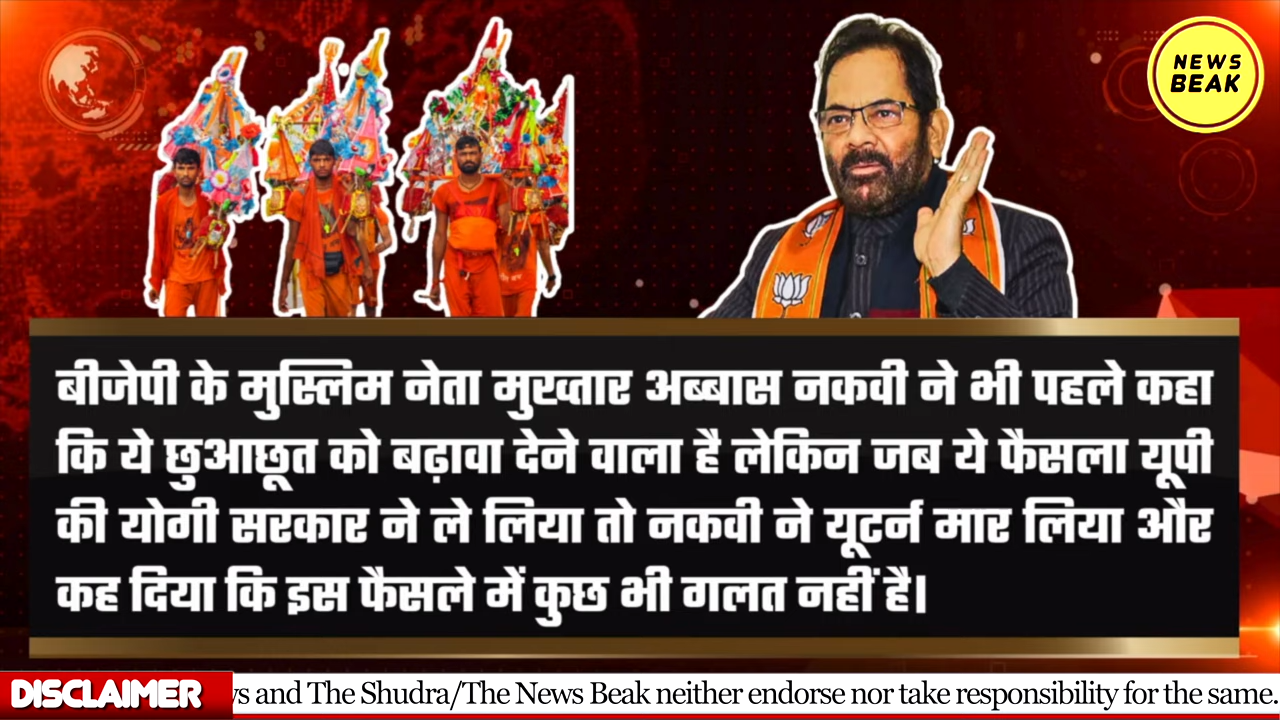 NEWS
BEAK
बीजेपी के मुस्लिम नेता मुख्तार अब्बास नकवी ने भी पहले कहा
कि ये छुआछूत को बढ़ावा देने वाला है लेकिन जब ये फैसला यूपी
की योगी सरकार ने ले लिया तो नकवी ने यूटर्न मार लिया और
कह दिया कि इस फैसले में कुछ भी गलत नहीं है।
DISCLAIMER and The Shudra/The News Beak neither endorse nor take responsibility for the same.